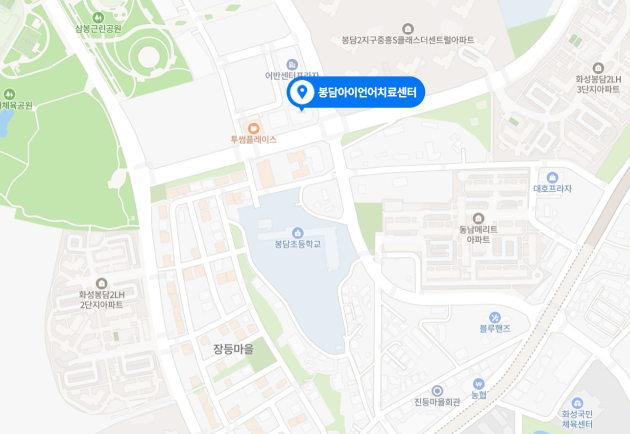 삼봉근린공원
봉담2지구중흥S클래스더센트럴아파트
어반센터프라자
화성봉담2LH
3단지아파트
봉담아이언어치료센터
체육공원
투썸플레이스
대호프라자
동남메리트
아파트
봉담초등학교
화성봉담2LH
2단지아파트
블루핸즈
장등마을
진등마을회관
농협
화성국민
체육센터